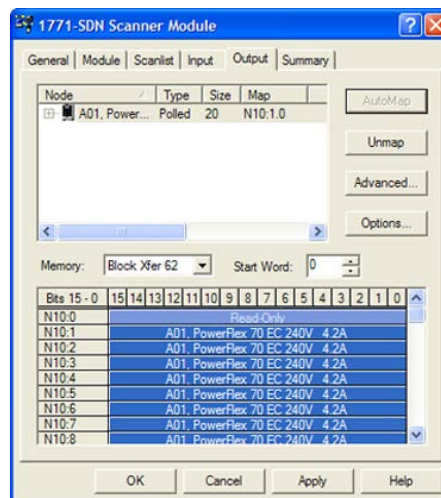 1771-SDN Scanner Module
General Module Scanlist Input Output Summary
Node Type Size Map
A01, Power... Polled 20 N10:1.0
AutoMap
Unmap
Advanced...
Options...
Memory: Block Xfer 62 Start Word: 0
Bits 15 - 0 15 14 13 12 11 10 9 8 7 6 5 4 3 2 1 0
N10:0 Read-Only
N10:1 A01, PowerFlex 70 EC 240V 4.2A
N10:2 A01, PowerFlex 70 EC 240V 4.2A
N10:3 A01, PowerFlex 70 EC 240V 4.2A
N10:4 A01, PowerFlex 70 EC 240V 4.2A
N10:5 A01, PowerFlex 70 EC 240V 4.2A
N10:6 A01, PowerFlex 70 EC 240V 4.2A
N10:7 A01, PowerFlex 70 EC 240V 4.2A
N10:8 A01, PowerFlex 70 EC 240V 4.2A
OK Cancel Apply Help